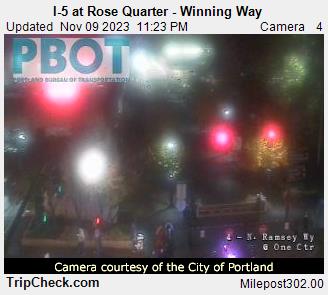 I-5 at Rose Quarter - Winning Way
Updated Nov 09 2023 11:23 PM Camera 4
PBOT
PORTLAND BUREAU OF TRANSPORTATION
4 - N. Ramsey Wy
@ One Ctr
Camera courtesy of the City of Portland
TripCheck.com Milepost302.00